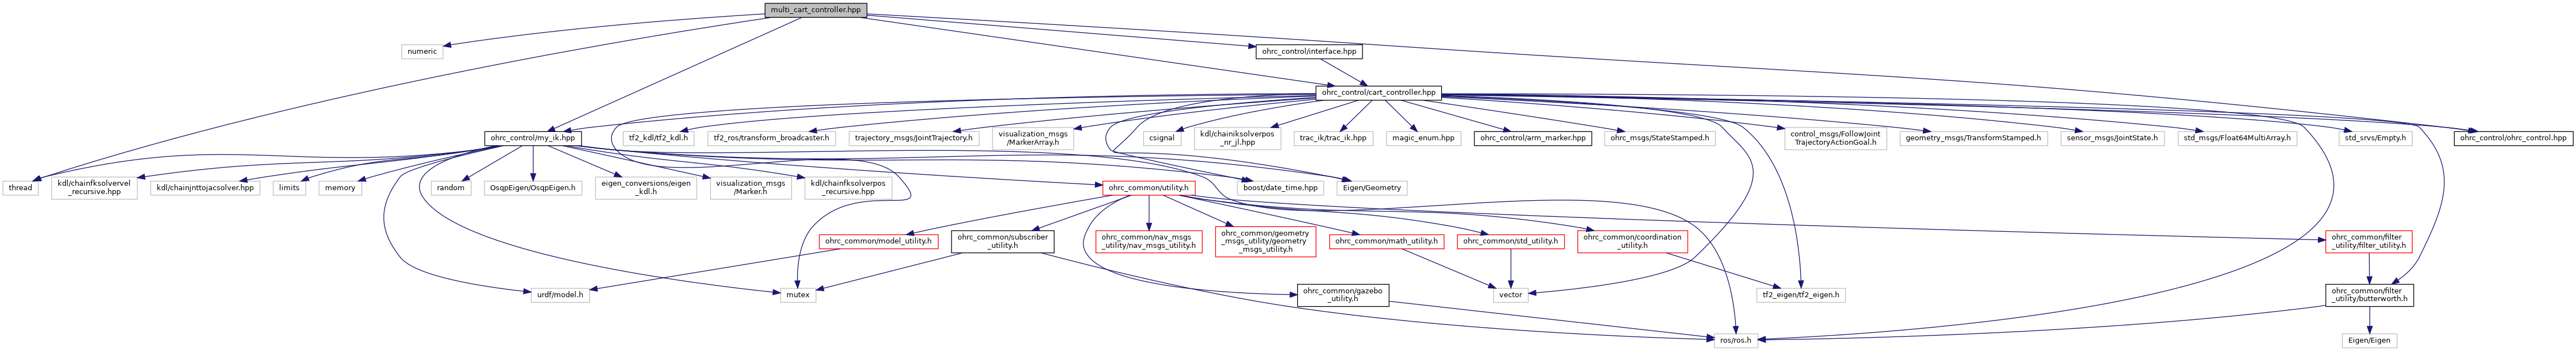 multi_cart_controller.hpp
numeric
ohrc_control/interface.hpp
ohrc_control/cart_controller.hpp
ohrc_control/my_ik.hpp
tf2_kdl/tf2_kdl.h
tf2_ros/transform_broadcaster.h
trajectory_msgs/JointTrajectory.h
visualization_msgs
/MarkerArray.h
csignal
kdl/chainiksolverpos
_nr_jl.hpp
trac_ik/trac_ik.hpp
magic_enum.hpp
ohrc_control/arm_marker.hpp
ohrc_msgs/StateStamped.h
control_msgs/FollowJoint
TrajectoryActionGoal.h
geometry_msgs/TransformStamped.h
sensor_msgs/JointState.h
std_msgs/Float64MultiArray.h
std_srvs/Empty.h
ohrc_control/ohrc_control.hpp
thread
kdl/chainfksolvervel
_recursive.hpp
kdl/chainjnttojacsolver.hpp
limits
memory
random
OsqpEigen/OsqpEigen.h
eigen_conversions/eigen
_kdl.h
visualization_msgs
/Marker.h
kdl/chainfksolverpos
_recursive.hpp
ohrc_common/utility.h
boost/date_time.hpp
Eigen/Geometry
ohrc_common/model_utility.h
ohrc_common/subscriber
_utility.h
ohrc_common/nav_msgs
_utility/nav_msgs_utility.h
ohrc_common/geometry
_msgs_utility/geometry
_msgs_utility.h
ohrc_common/math_utility.h
ohrc_common/std_utility.h
ohrc_common/coordination
_utility.h
ohrc_common/filter
_utility/filter_utility.h
urdf/model.h
mutex
ohrc_common/gazebo
_utility.h
vector
tf2_eigen/tf2_eigen.h
ohrc_common/filter
_utility/butterworth.h
ros/ros.h
Eigen/Eigen